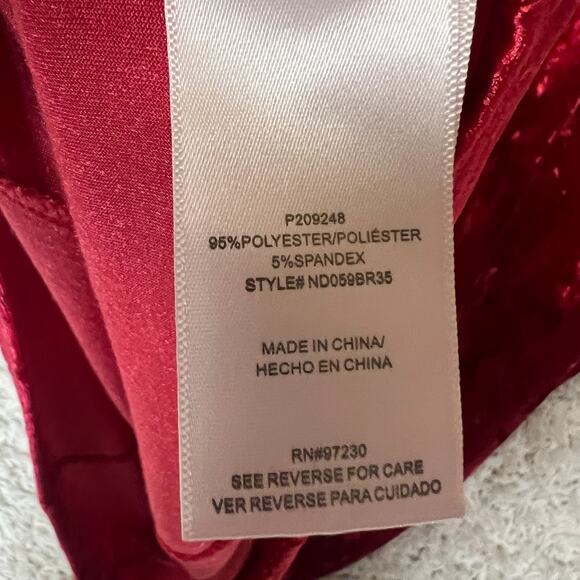 P209248
95%POLYESTER/POLIÉSTER
5%SPANDEX
STYLE# ND059BR35
MADE IN CHINA/
HECHO EN CHINA
RN#97230
SEE REVERSE FOR CARE
VER REVERSE PARA CUIDADO